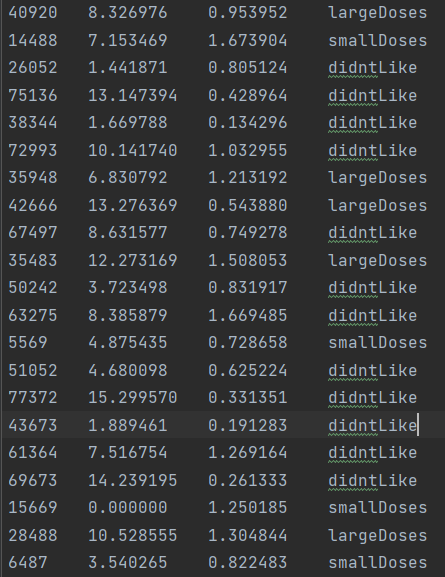 40920 8.326976 0.953952 largeDoses
14488 7.153469 1.673904 smallDoses
26052 1.441871 0.805124 didntLike
75136 13.147394 0.428964 didntLike
38344 1.669788 0.134296 didntLike
72993 10.141740 1.032955 didntLike
35948 6.830792 1.213192 largeDoses
42666 13.276369 0.543880 largeDoses
67497 8.631577 0.749278 didntLike
35483 12.273169 1.508053 largeDoses
50242 3.723498 0.831917 didntLike
63275 8.385879 1.669485 didntLike
5569 4.875435 0.728658 smallDoses
51052 4.680098 0.625224 didntLike
77372 15.299570 0.331351 didntLike
43673 1.889461 0.191283 didntLike
61364 7.516754 1.269164 didntLike
69673 14.239195 0.261333 didntLike
15669 0.000000 1.250185 smallDoses
28488 10.528555 1.304844 largeDoses
6487 3.540265 0.822483 smallDoses